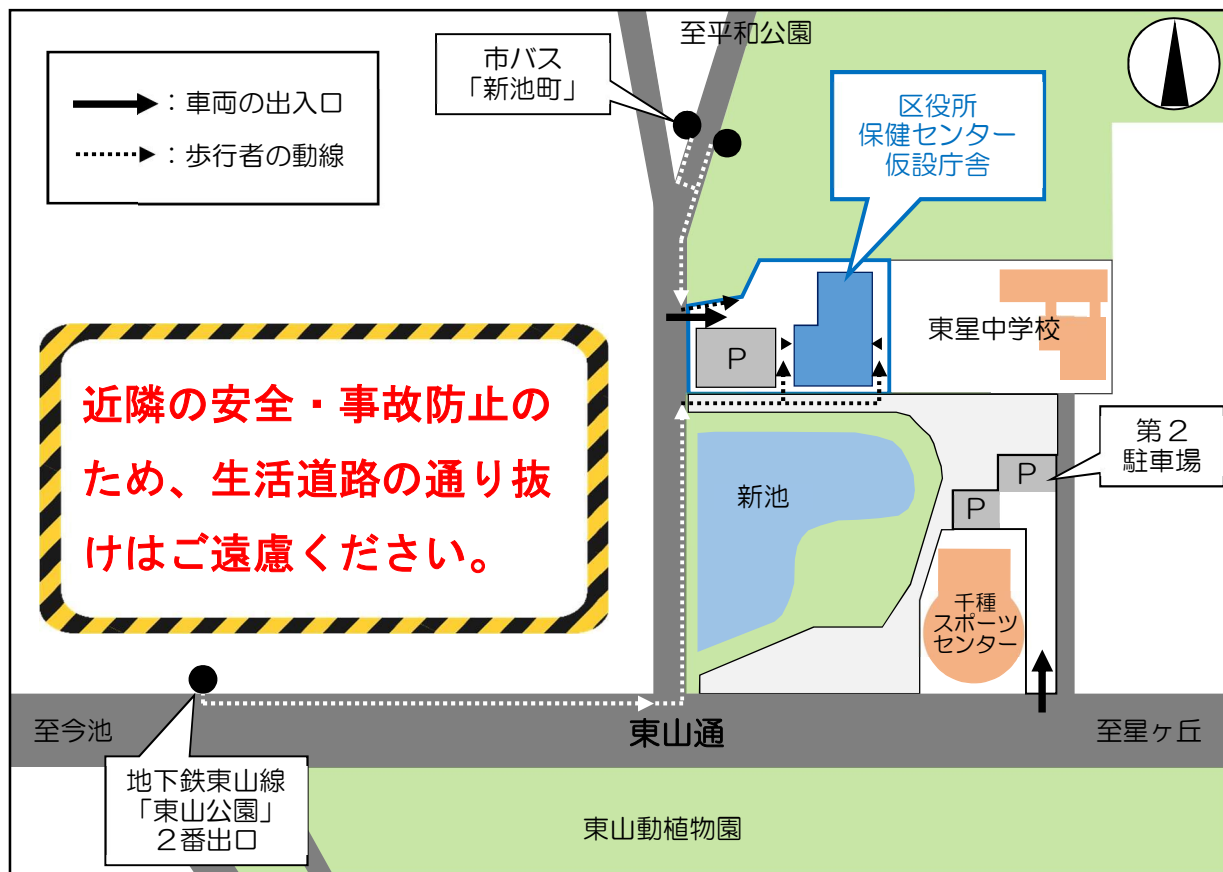 至平和公園
市バス
「新池町」
：車両の出入口
：歩行者の動線
区役所
保健センター
仮設庁舎
東星中学校
P
近隣の安全・事故防止の
ため、生活道路の通り抜
けはご遠慮ください。
第２
駐車場
P
P
新池
千種
スポーツ
センター
至今池
東山通
至星ヶ丘
地下鉄東山線
「東山公園」
２番出口
東山動植物園